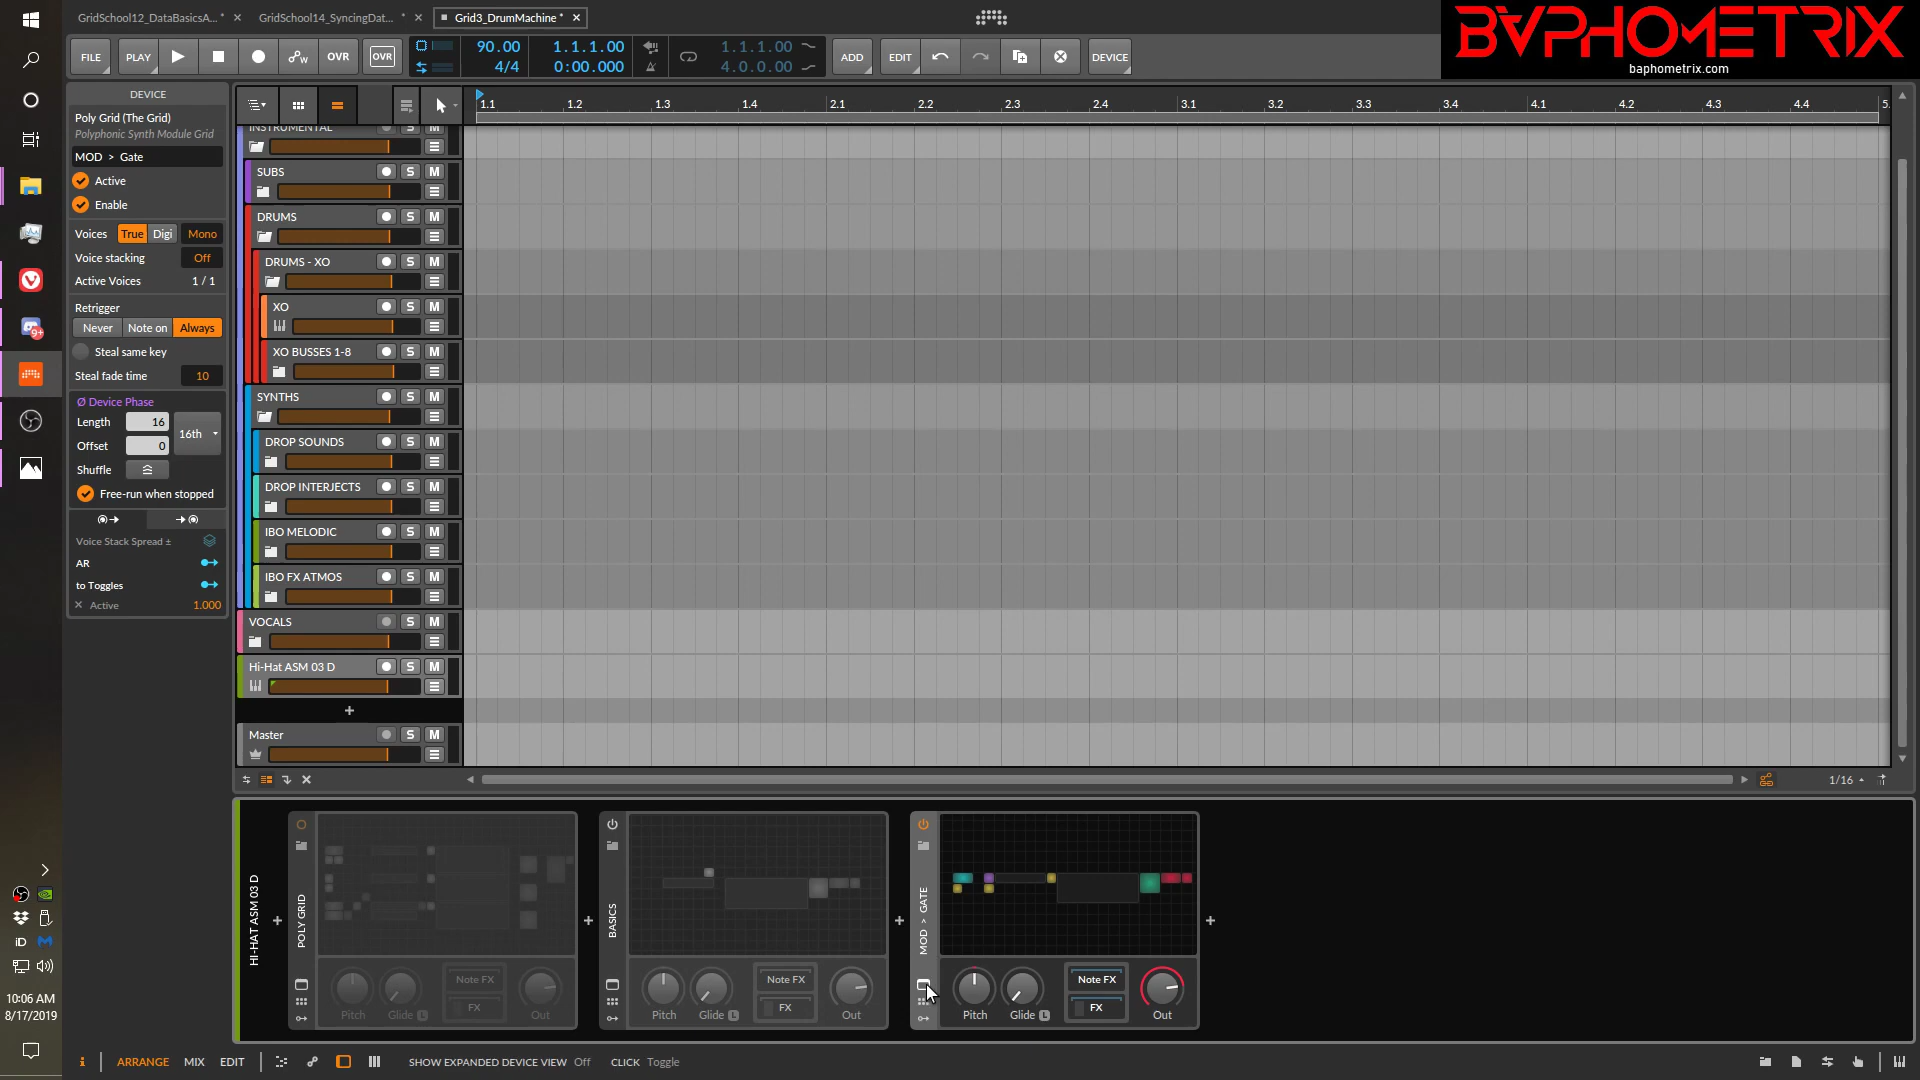 GridSchool12_DataBasicsA... * × GridSchool14_SyncingDat... * × Grid3_DrumMachine * ×
BAPHOMETRIX
baphometrix.com
FILE PLAY OVR OVR 90.00 1.1.1.00 1.1.1.00 ADD EDIT DEVICE
4/4 0:00.000 4.0.0.00
DEVICE
Poly Grid (The Grid)
Polyphonic Synth Module Grid
MOD > Gate
Active
Enable
Voices True Digi Mono
Voice stacking Off
Active Voices 1 / 1
Retrigger
Never Note on Always
Steal same key
Steal fade time 10
Ø Device Phase
Length 16 16th
Offset 0
Shuffle
Free-run when stopped
Voice Stack Spread ±
AR
to Toggles
× Active 1.000
1.1 1.2 1.3 1.4 2.1 2.2 2.3 2.4 3.1 3.2 3.3 3.4 4.1 4.2 4.3 4.4 5.
INSTRUMENTAL S M
SUBS S M
DRUMS S M
DRUMS - XO S M
XO S M
XO BUSSES 1-8 S M
SYNTHS S M
DROP SOUNDS S M
DROP INTERJECTS S M
IBO MELODIC S M
IBO FX ATMOS S M
VOCALS S M
Hi-Hat ASM 03 D S M
+
Master S M
1/16
HI-HAT ASM 03 D
POLY GRID
Pitch Glide L Note FX FX Out
BASICS
Pitch Glide L Note FX FX Out
MOD > GATE
Pitch Glide L Note FX FX Out
9+
iD
10:06 AM
8/17/2019
i ARRANGE MIX EDIT SHOW EXPANDED DEVICE VIEW Off CLICK Toggle